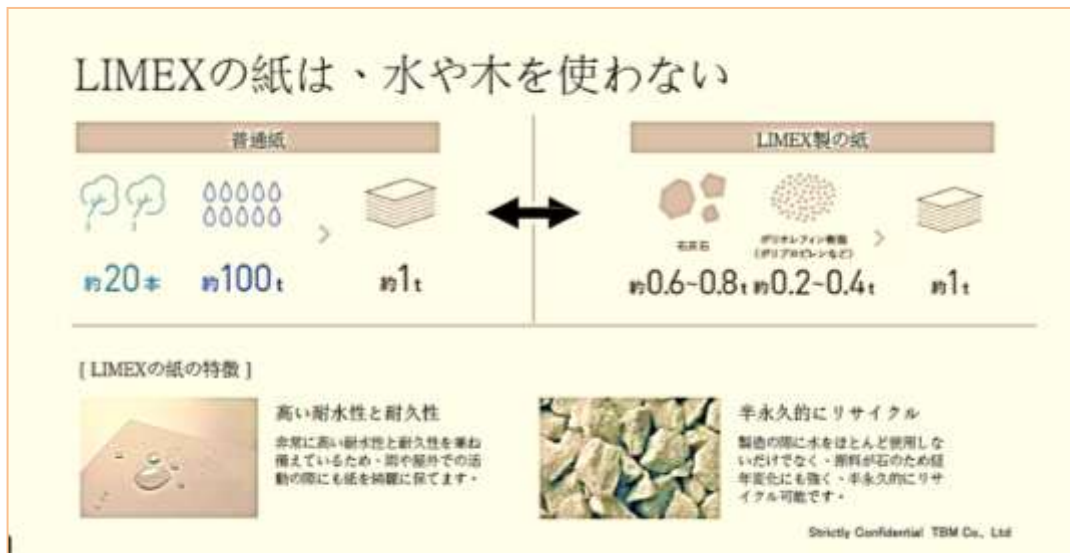 LIMEXの紙は、水や木を使わない
普通紙
LIMEX製の紙
石灰石
ポリオレフィン樹脂
(ポリプロピレンなど)
約20本
約100t
約1t
約0.6~0.8t
約0.2~0.4t
約1t
[ LIMEXの紙の特徴 ]
高い耐水性と耐久性
非常に高い耐水性と耐久性を兼ね
備えているため、雨や屋外での活
動の際にも紙を綺麗に保てます。
半永久的にリサイクル
製造の際に水をほとんど使用しな
いだけでなく、原料が石のため経
年変化にも強く、半永久的にリサ
イクル可能です。
Strictly Confidential TBM Co., Ltd